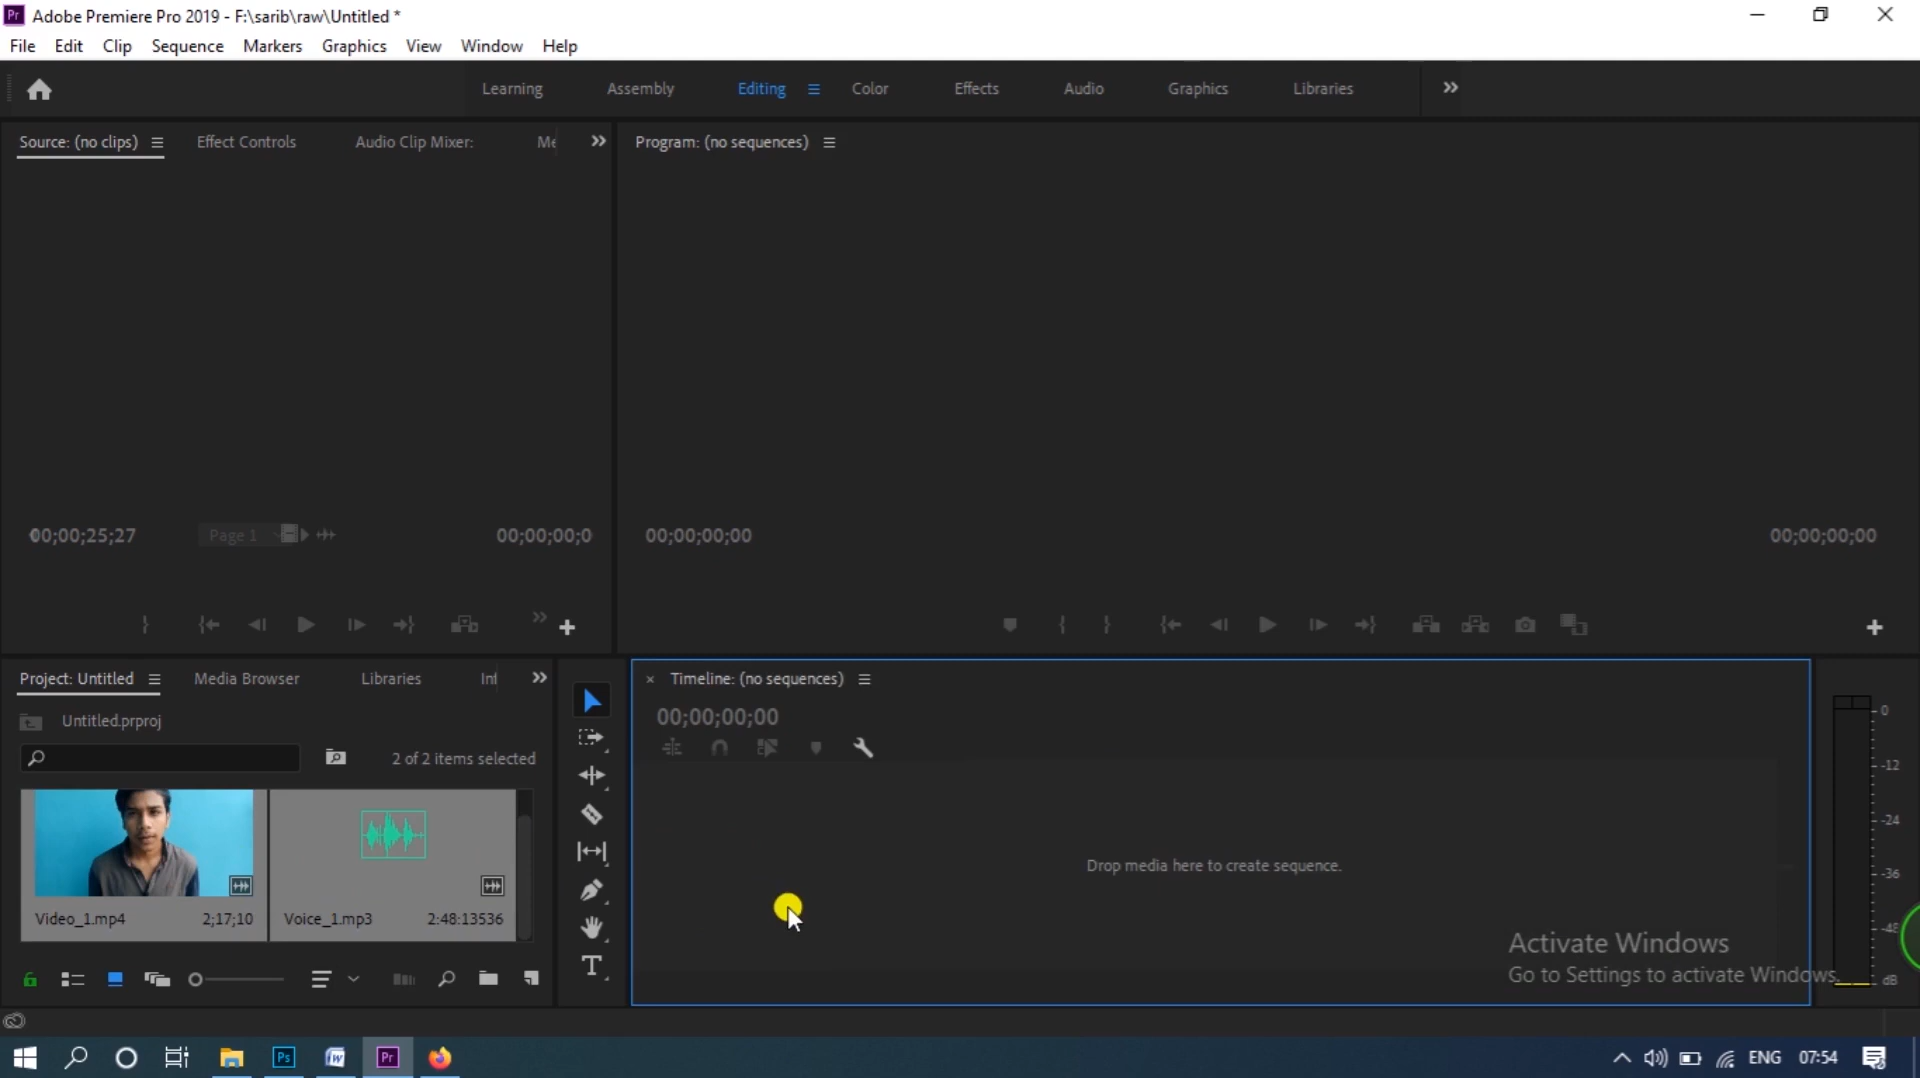 Pr Adobe Premiere Pro 2019 - F:\sarib\raw\Untitled *
File Edit Clip Sequence Markers Graphics View Window Help
Learning Assembly Editing Color Effects Audio Graphics Libraries
Source: (no clips) Effect Controls Audio Clip Mixer: Me
Program: (no sequences)
00;00;25;27 Page 1 00;00;00;0
00;00;00;00 00;00;00;00
Project: Untitled Media Browser Libraries Inf
Untitled.prproj
2 of 2 items selected
Video_1.mp4 2;17;10 Voice_1.mp3 2:48:13536
Timeline: (no sequences)
00;00;00;00
Drop media here to create sequence.
0
-12
-24
-36
-48
dB
Activate Windows
Go to Settings to activate Windows.
Ps Pr
ENG 07:54